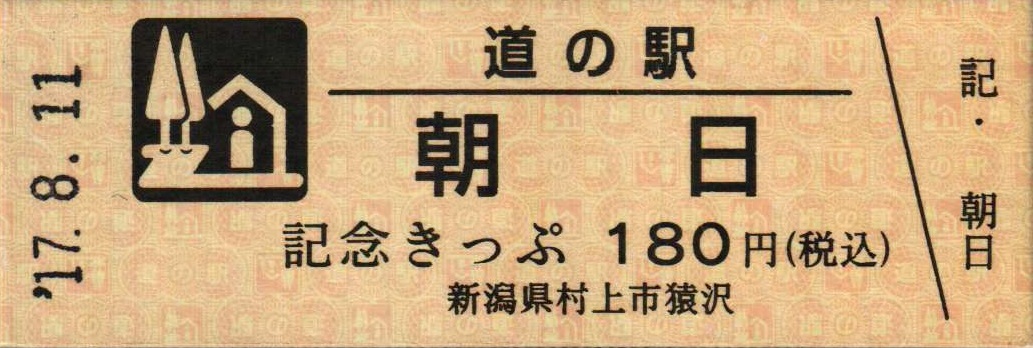 '17.8.11
道の駅
朝日
記念きっぷ 180円(税込)
新潟県村上市猿沢
記・朝日